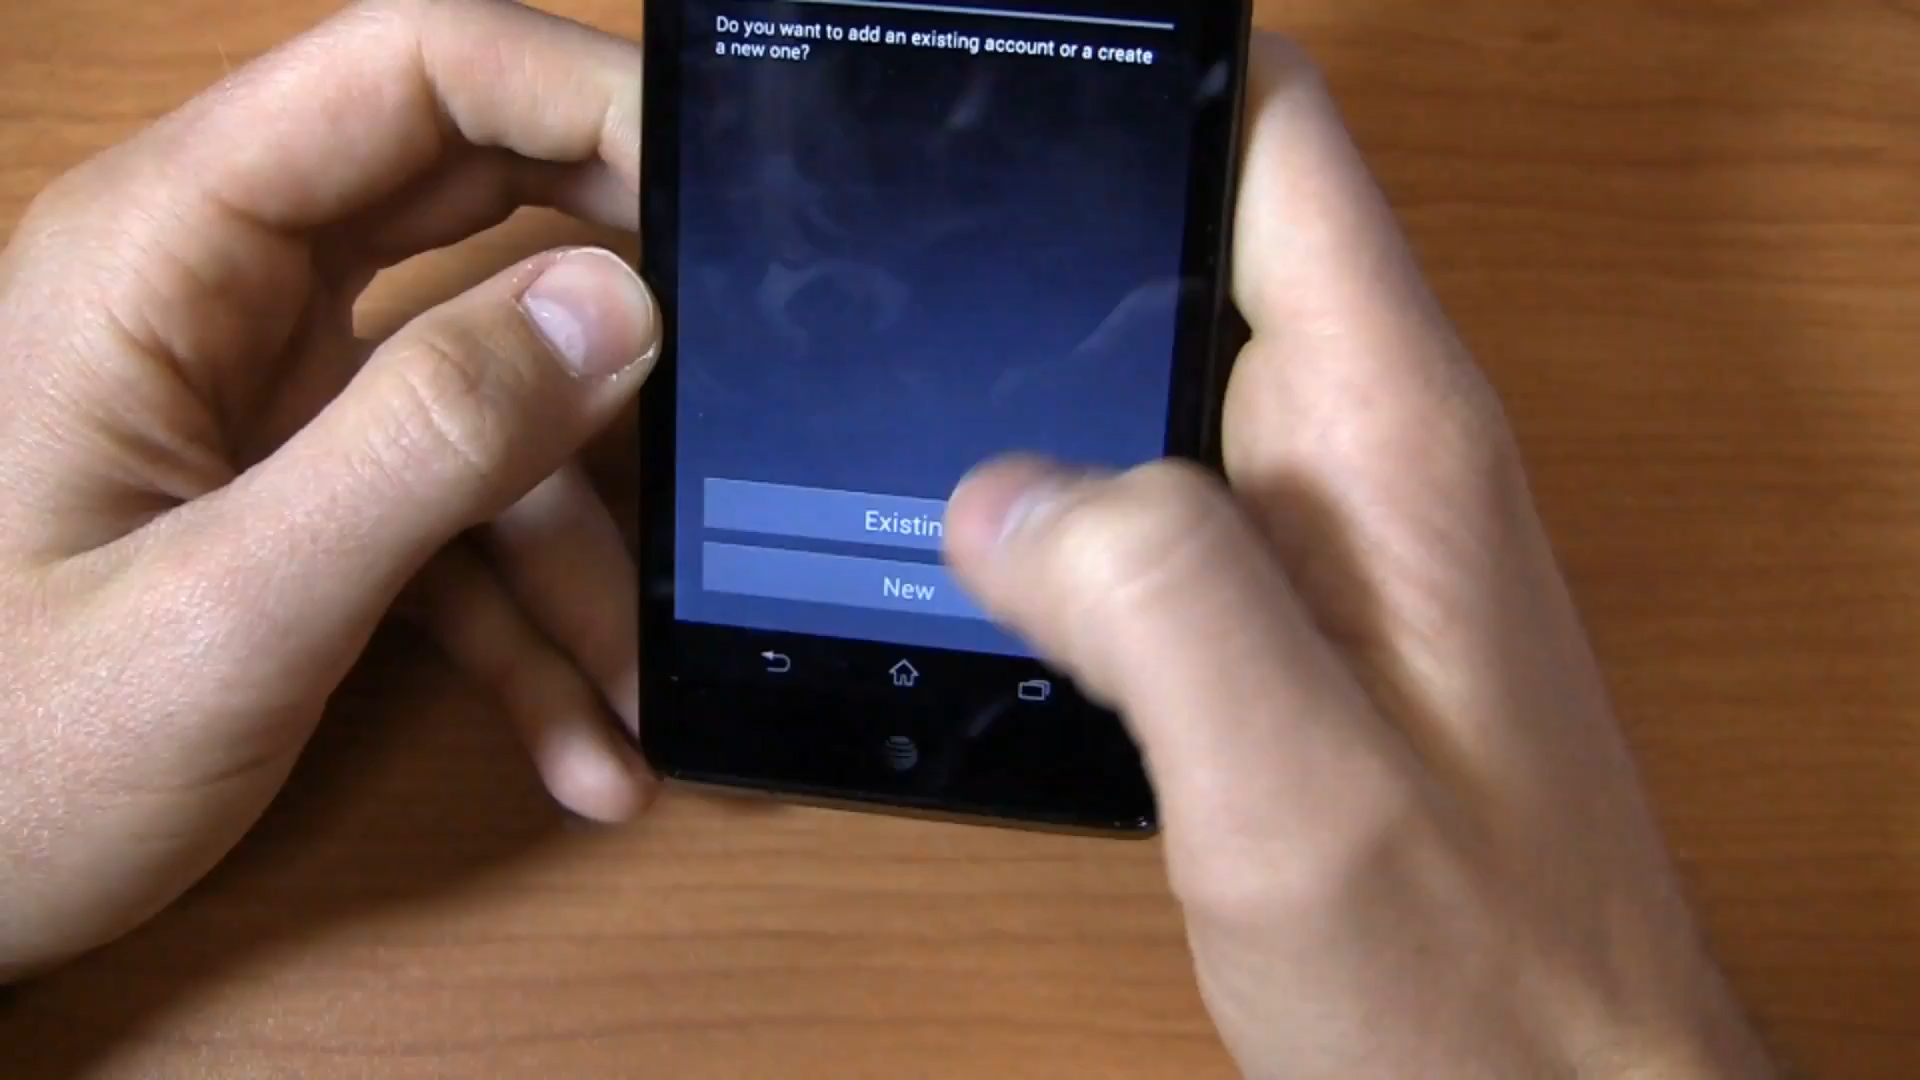 Do you want to add an existing account or a create
a new one?
Existin
New